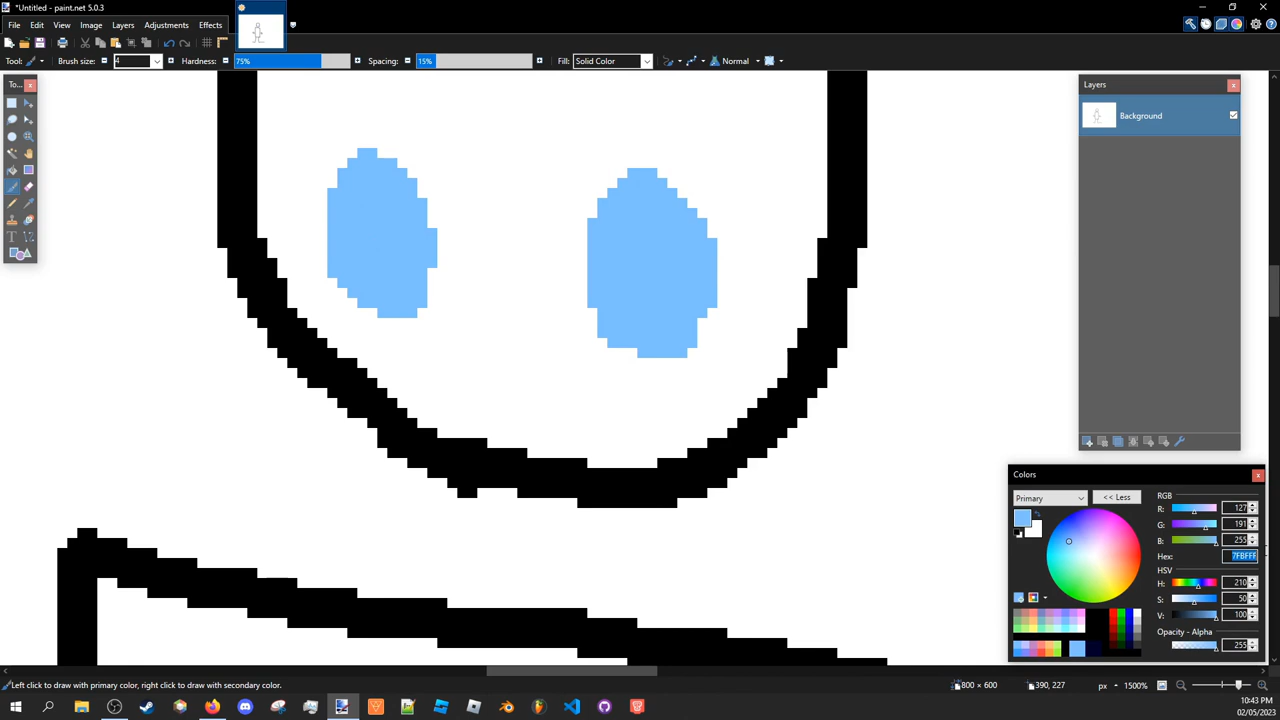 *Untitled - paint.net 5.0.3
File Edit View Image Layers Adjustments Effects
Tool: Brush size: 4 Hardness: 75% Spacing: 15% Fill: Solid Color Normal
To...
Layers
Background
Colors
Primary << Less RGB
R: 127
G: 191
B: 255
Hex: 7FBFFF
HSV
H: 210
S: 50
V: 100
Opacity - Alpha
255
Left click to draw with primary color, right click to draw with secondary color. 800 × 600 390, 227 px 1500%
10:43 PM
02/05/2023